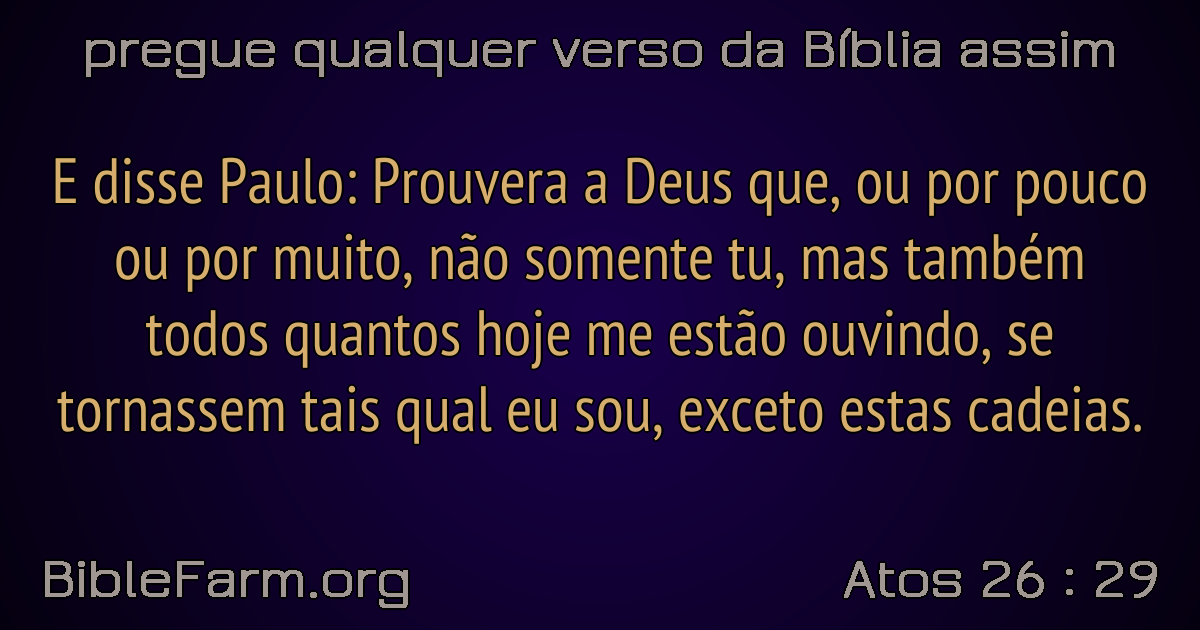 pregue qualquer verso da Bíblia assim
E disse Paulo: Prouvera a Deus que, ou por pouco
ou por muito, não somente tu, mas também
todos quantos hoje me estão ouvindo, se
tornassem tais qual eu sou, exceto estas cadeias.
BibleFarm.org
Atos 26 : 29